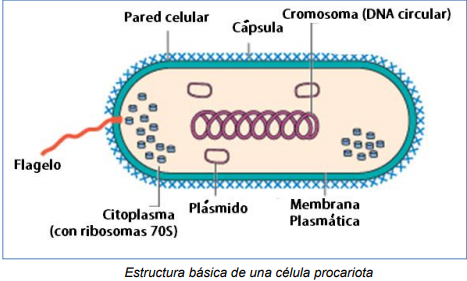 Pared celular
Cápsula
Cromosoma (DNA circular)
Flagelo
Citoplasma
(con ribosomas 70S)
Plásmido
Membrana
Plasmática
Estructura básica de una célula procariota